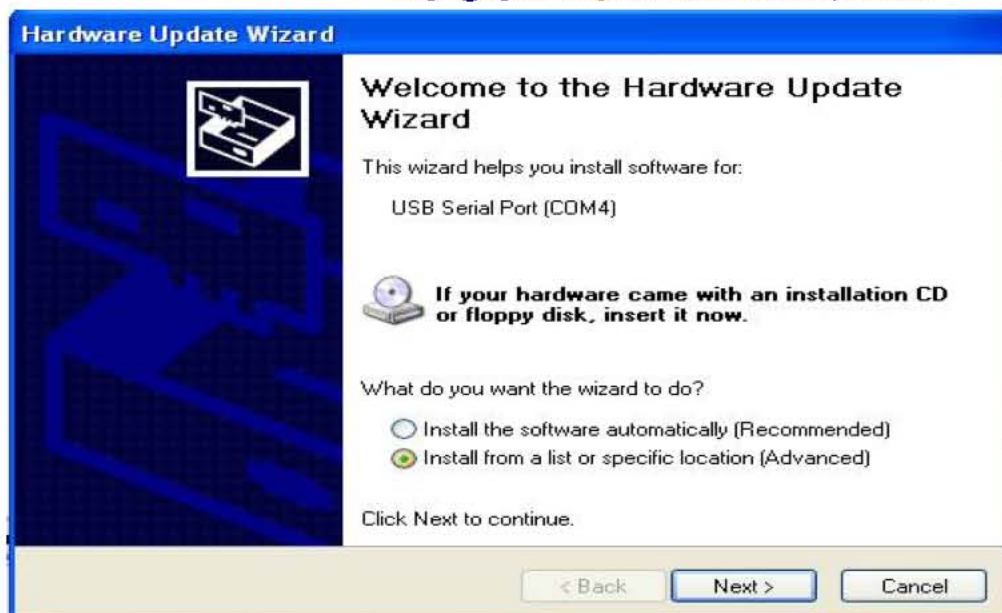 Hardware Update Wizard
Welcome to the Hardware Update
Wizard
This wizard helps you install software for:
USB Serial Port (COM4)
If your hardware came with an installation CD
or floppy disk, insert it now.
What do you want the wizard to do?
Install the software automatically (Recommended)
Install from a list or specific location (Advanced)
Click Next to continue.
< Back
Next >
Cancel